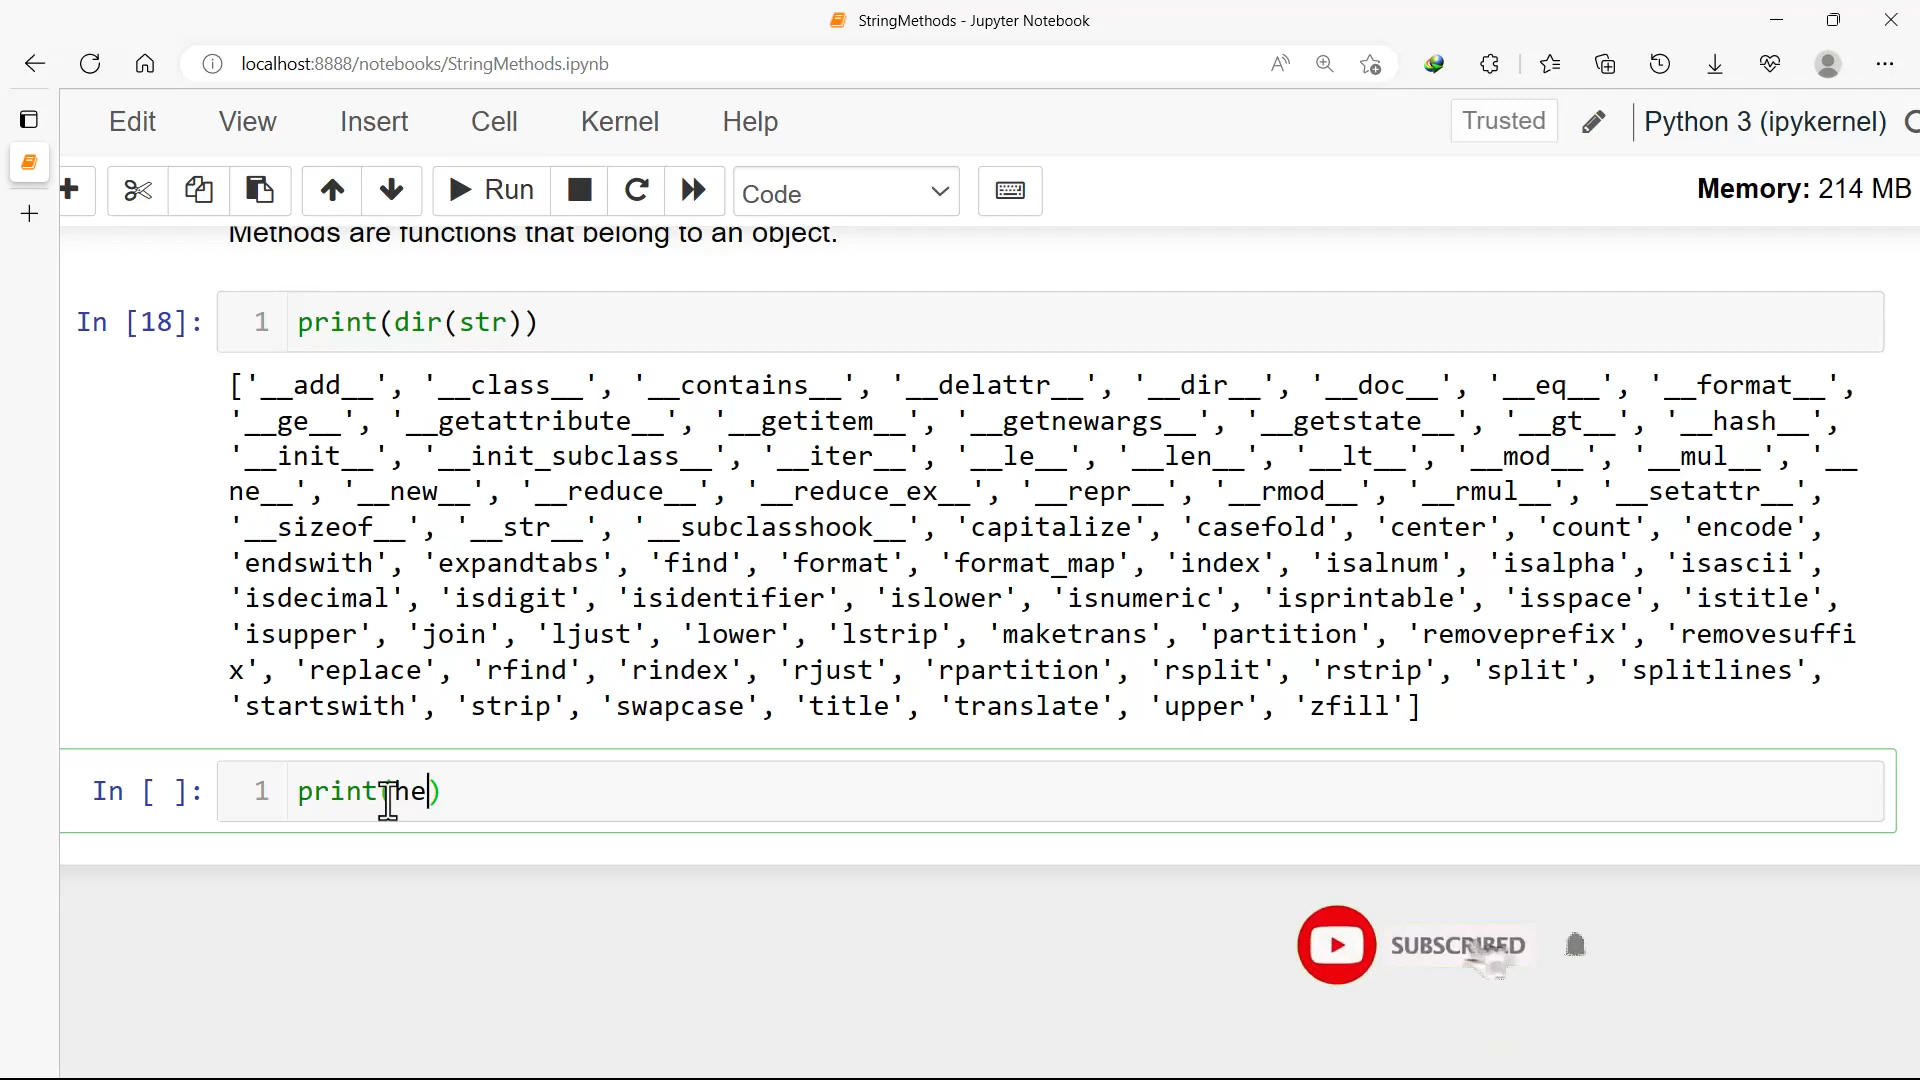 StringMethods - Jupyter Notebook
localhost:8888/notebooks/StringMethods.ipynb
Edit View Insert Cell Kernel Help Trusted Python 3 (ipykernel)
Run Code Memory: 214 MB
Methods are functions that belong to an object.
In [18]: 1 print(dir(str))
['__add__', '__class__', '__contains__', '__delattr__', '__dir__', '__doc__', '__eq__', '__format__',
'__ge__', '__getattribute__', '__getitem__', '__getnewargs__', '__getstate__', '__gt__', '__hash__',
'__init__', '__init_subclass__', '__iter__', '__le__', '__len__', '__lt__', '__mod__', '__mul__', '__
ne__', '__new__', '__reduce__', '__reduce_ex__', '__repr__', '__rmod__', '__rmul__', '__setattr__',
'__sizeof__', '__str__', '__subclasshook__', 'capitalize', 'casefold', 'center', 'count', 'encode',
'endswith', 'expandtabs', 'find', 'format', 'format_map', 'index', 'isalnum', 'isalpha', 'isascii',
'isdecimal', 'isdigit', 'isidentifier', 'islower', 'isnumeric', 'isprintable', 'isspace', 'istitle',
'isupper', 'join', 'ljust', 'lower', 'lstrip', 'maketrans', 'partition', 'removeprefix', 'removesuffi
x', 'replace', 'rfind', 'rindex', 'rjust', 'rpartition', 'rsplit', 'rstrip', 'split', 'splitlines',
'startswith', 'strip', 'swapcase', 'title', 'translate', 'upper', 'zfill']
In [ ]: 1 print(he)
SUBSCRIBED